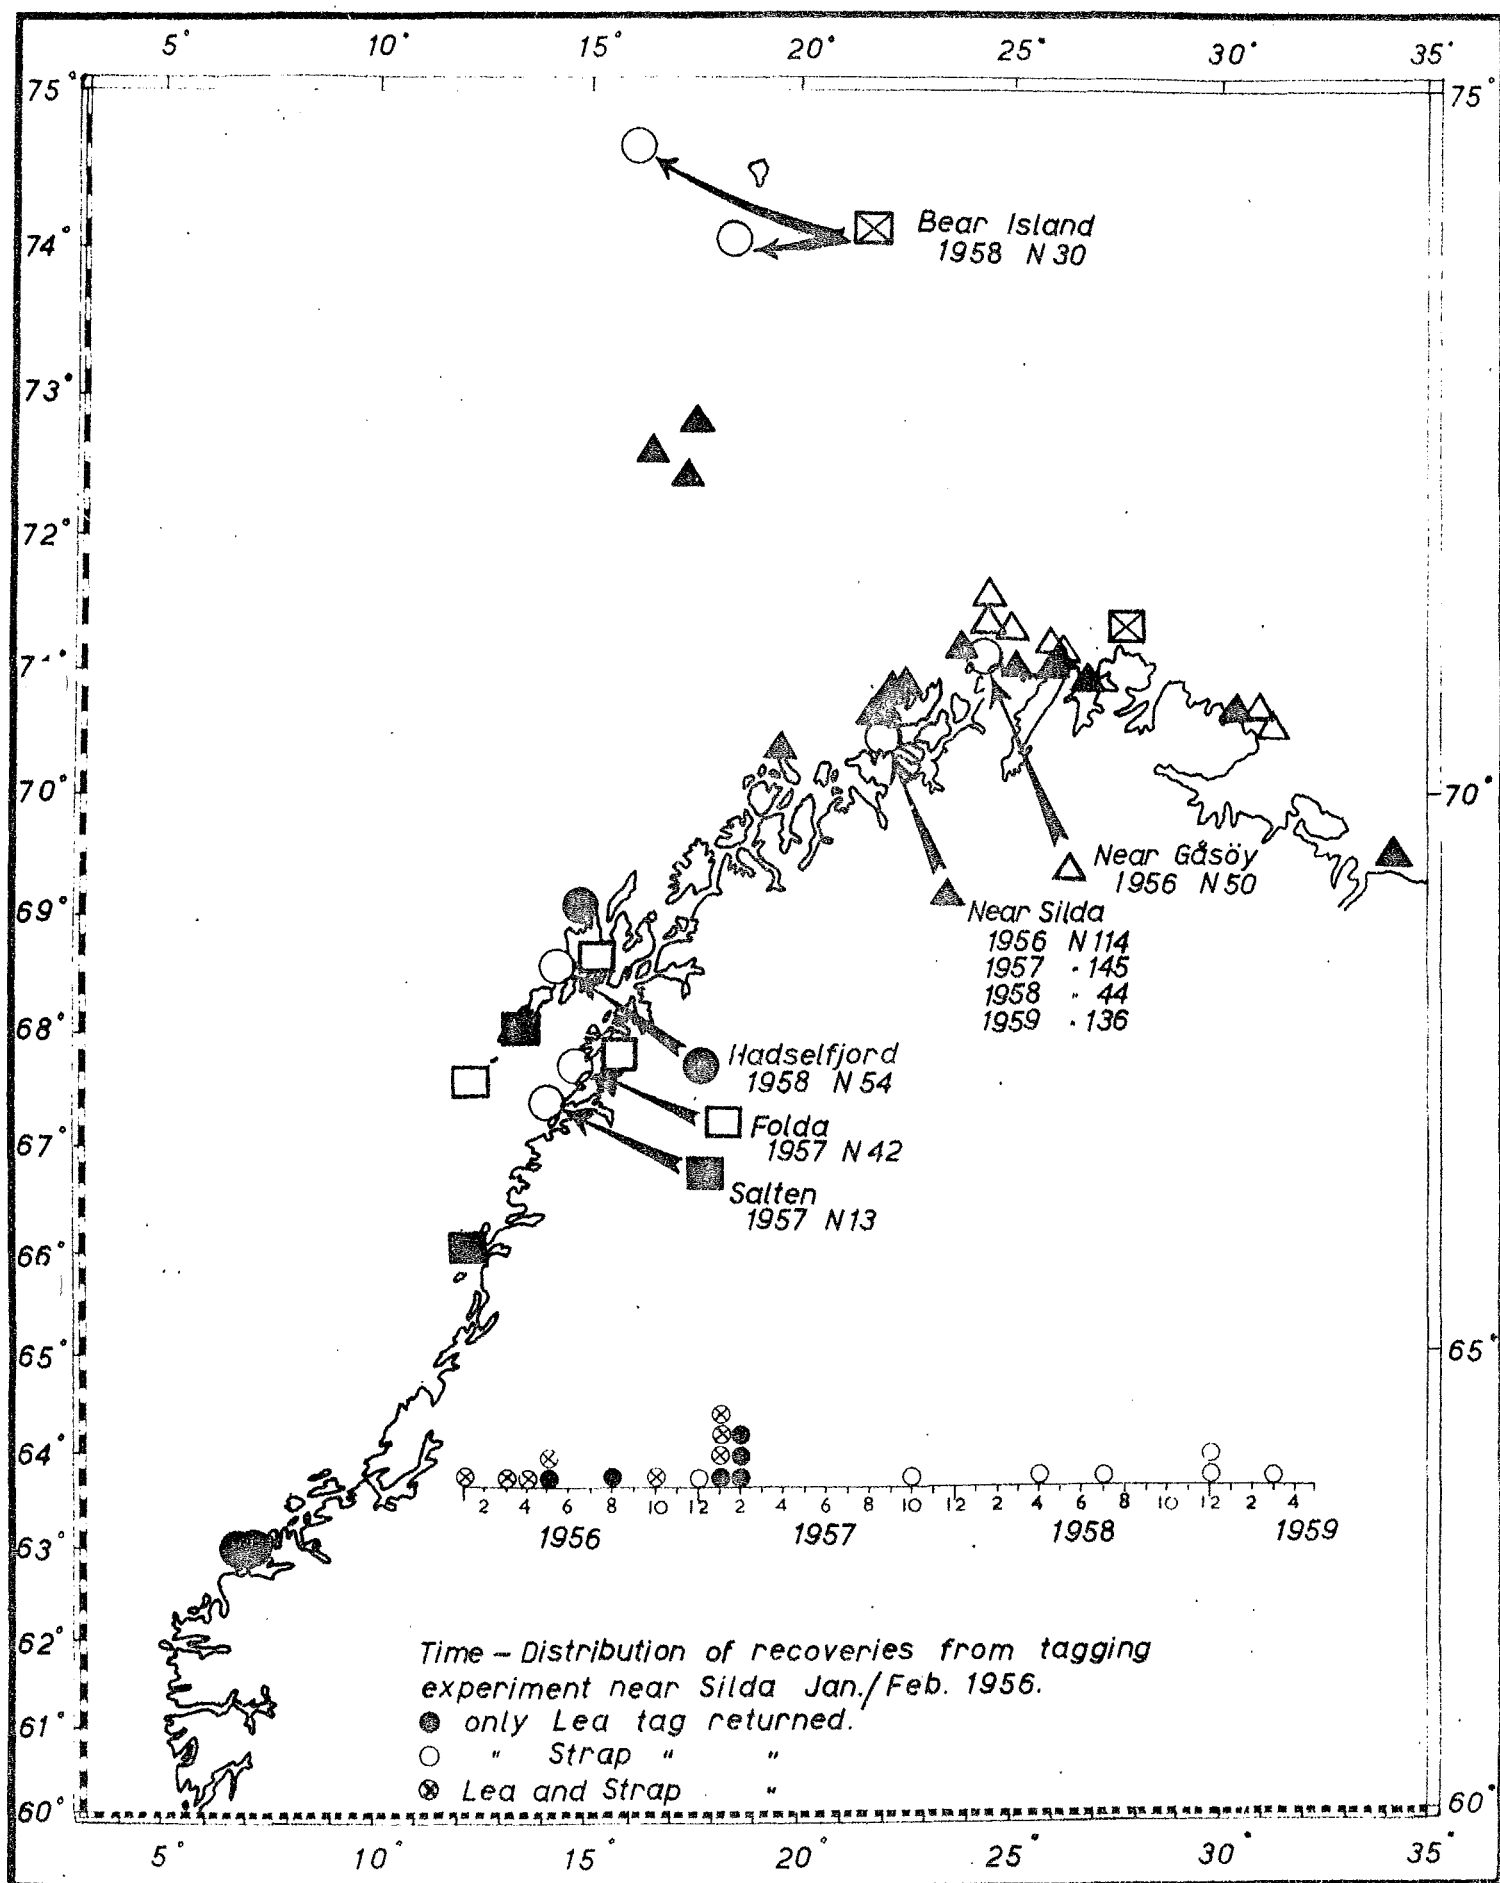 5° 10° 15° 20° 25° 30° 35°
75° 75°
Bear Island
1958 N 30
74°
73°
72°
71°
70° 70°
Near Gåsöy
1956 N 50
Near Silda
1956 N 114
1957 " 145
1958 " 44
1959 " 136
69°
68°
Hadselfjord
1958 N 54
Folda
1957 N 42
67°
Salten
1957 N 13
66°
65° 65°
64°
2 4 6 8 10 12 2 4 6 8 10 12 2 4 6 8 10 12 2 4
1956 1957 1958 1959
63°
62°
Time – Distribution of recoveries from tagging
experiment near Silda Jan./Feb. 1956.
only Lea tag returned.
" Strap " "
Lea and Strap "
61°
60° 60°
5° 10° 15° 20° 25° 30° 35°